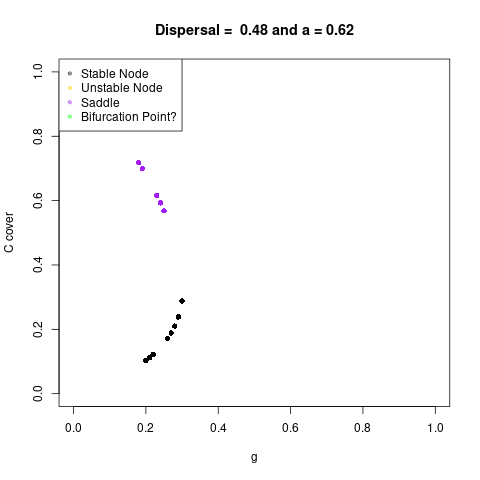 Dispersal =  0.48 and a = 0.62
Stable Node
Unstable Node
Saddle
Bifurcation Point?
C cover
1.0
0.8
0.6
0.4
0.2
0.0
0.0 0.2 0.4 0.6 0.8 1.0
g